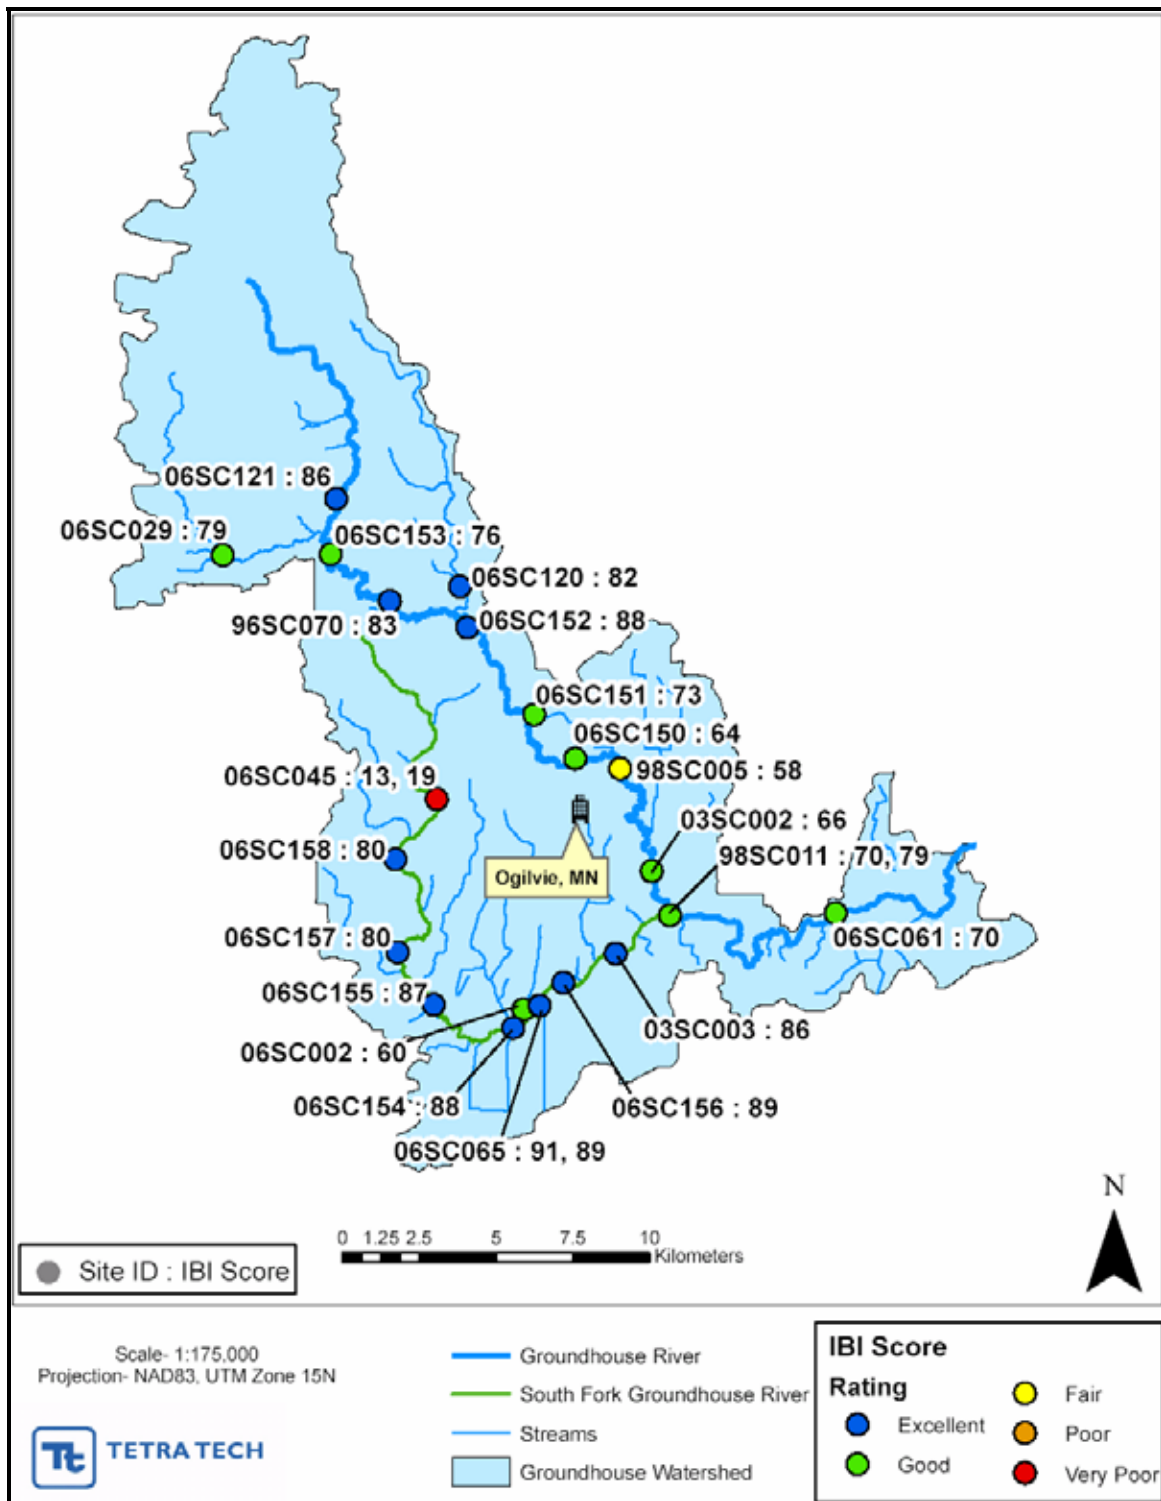 06SC121 : 86
06SC029 : 79
06SC153 : 76
06SC120 : 82
96SC070 : 83
06SC152 : 88
06SC151 : 73
06SC150 : 64
98SC005 : 58
06SC045 : 13, 19
03SC002 : 66
06SC158 : 80
98SC011 : 70, 79
Ogilvie, MN
06SC157 : 80
06SC061 : 70
06SC155 : 87
03SC003 : 86
06SC002 : 60
06SC154 : 88
06SC156 : 89
06SC065 : 91, 89
N
0 1.25 2.5 5 7.5 10
Kilometers
Site ID : IBI Score
Scale- 1:175,000
Projection- NAD83, UTM Zone 15N
Tt TETRA TECH
Groundhouse River
South Fork Groundhouse River
Streams
Groundhouse Watershed
IBI Score
Rating
Excellent
Good
Fair
Poor
Very Poor